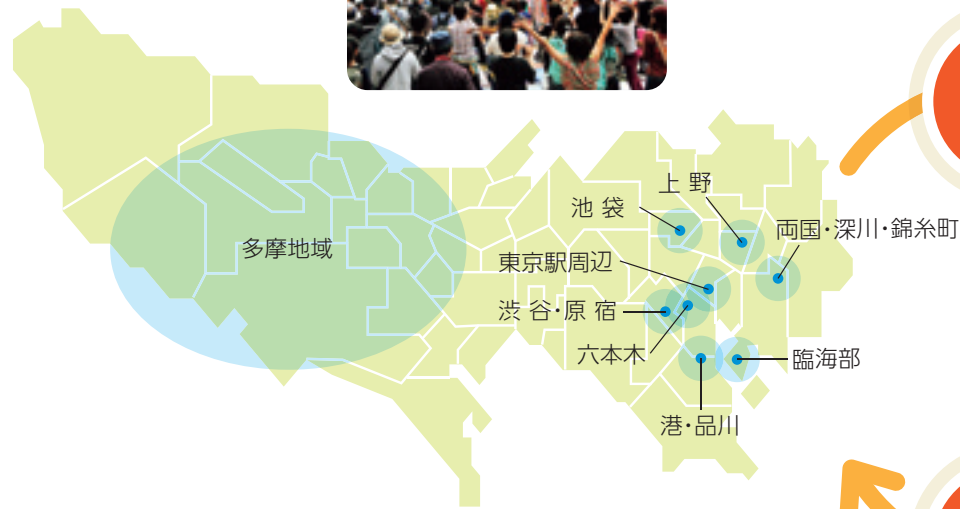 上野
池袋
両国・深川・錦糸町
多摩地域
東京駅周辺
渋谷・原宿
六本木
臨海部
港・品川